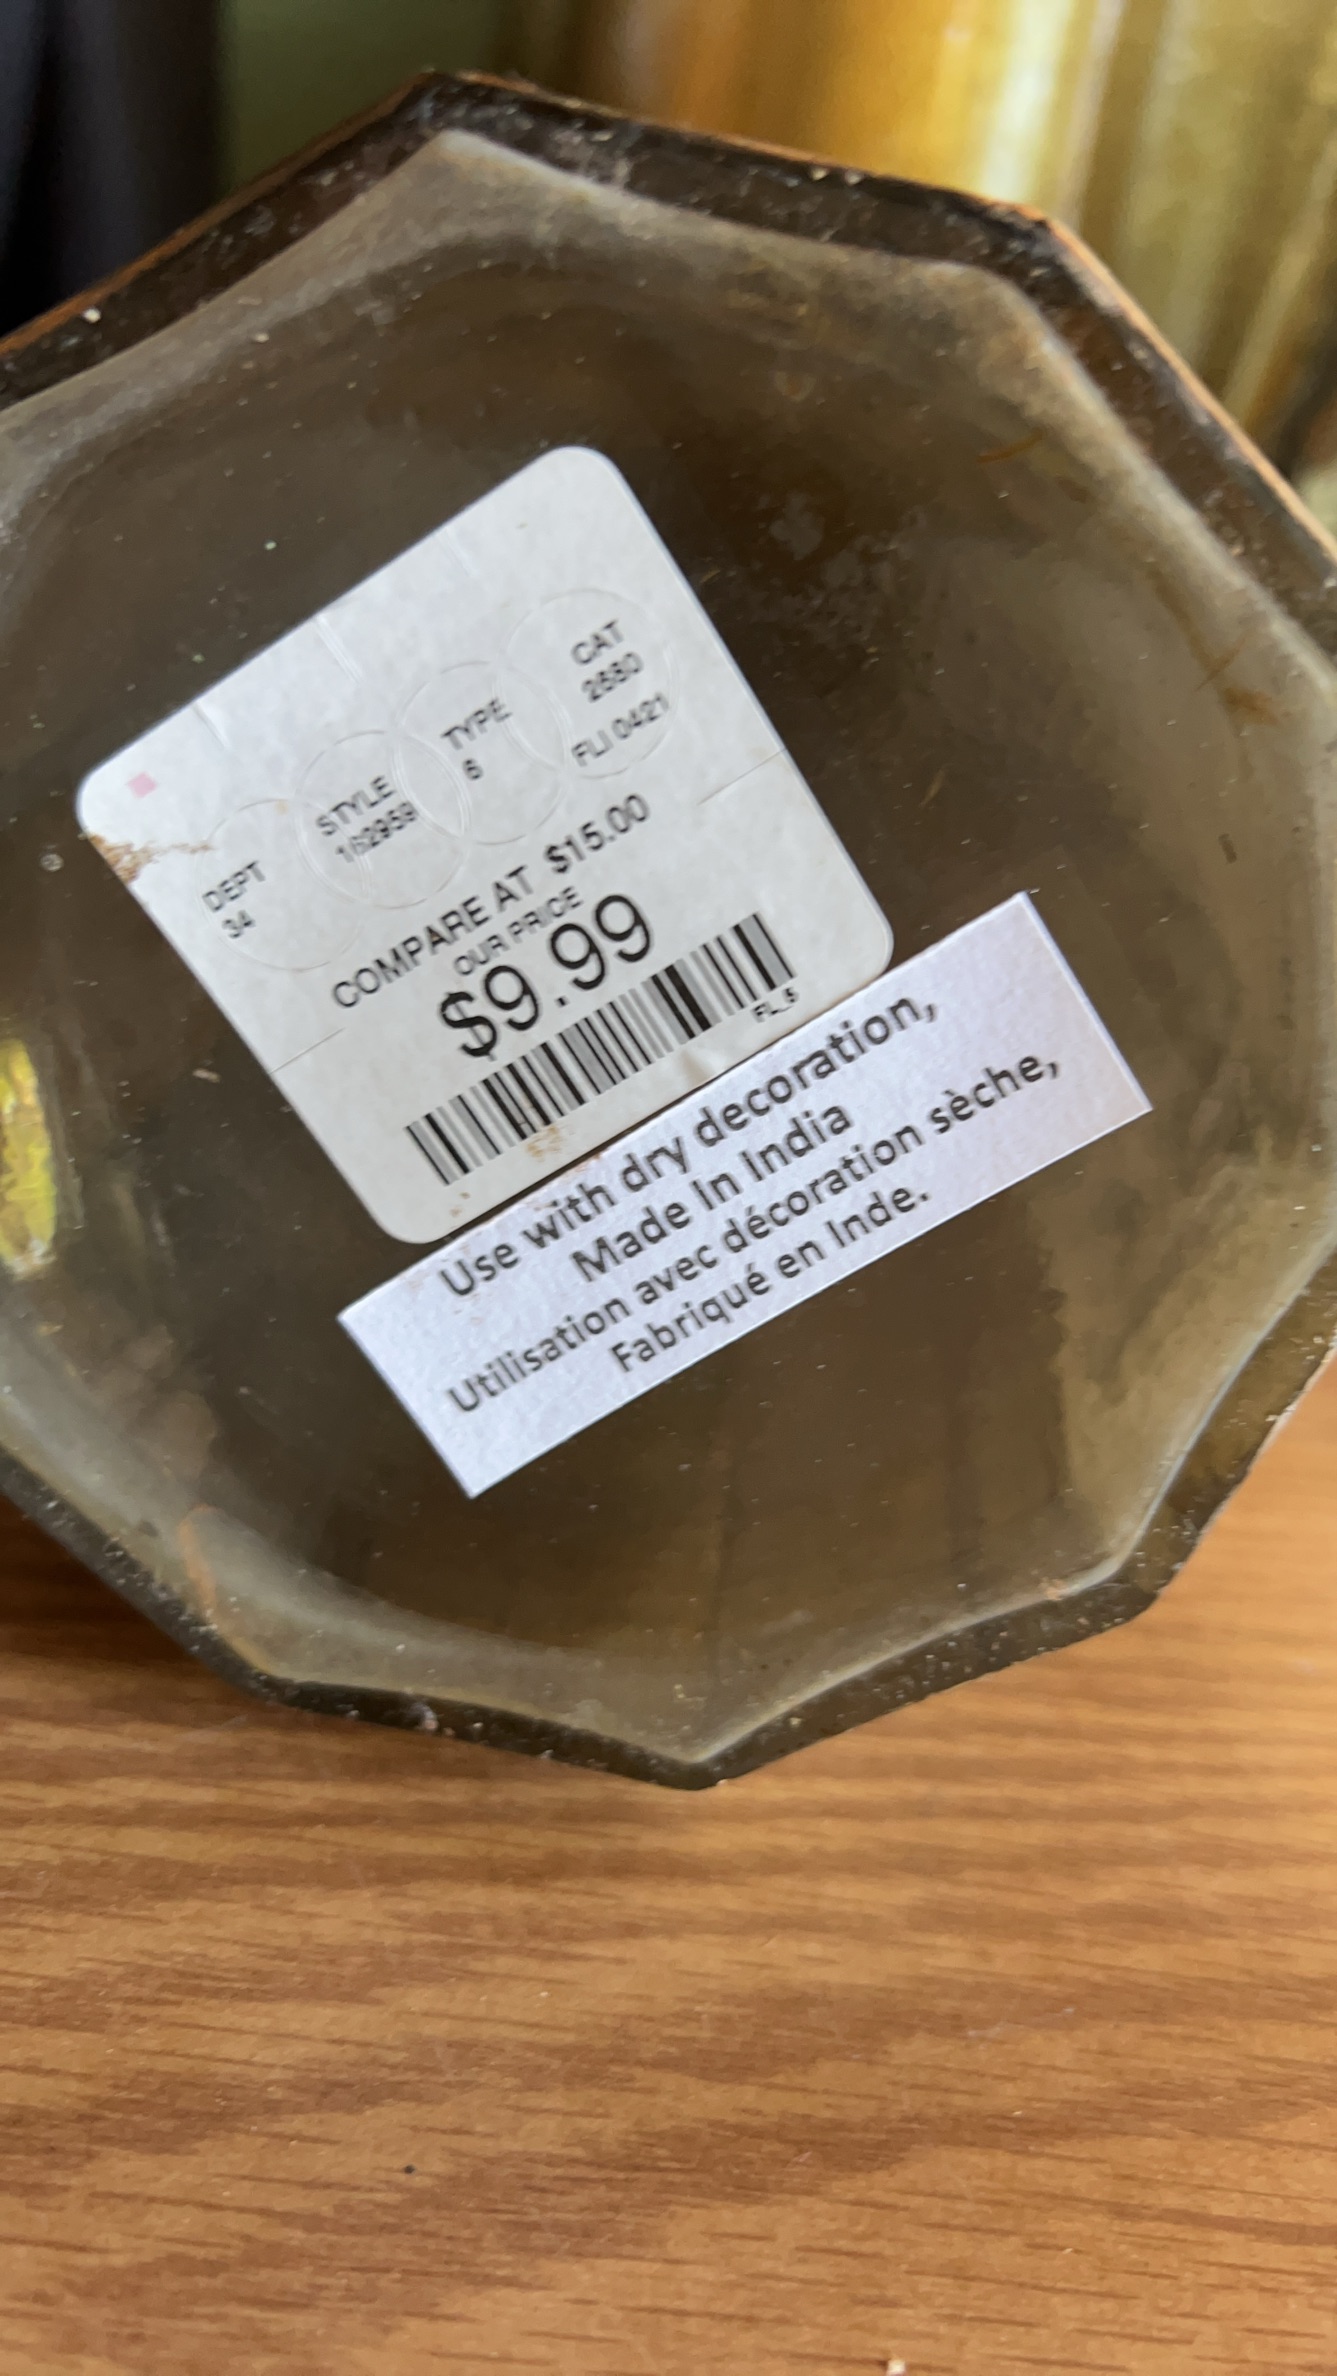 DEPT
34
STYLE
162959
TYPE
6
CAT
2680
FLI 0421
COMPARE AT $15.00
OUR PRICE
$9.99
FL_5
Use with dry decoration,
Made In India
Utilisation avec décoration sèche,
Fabriqué en Inde.